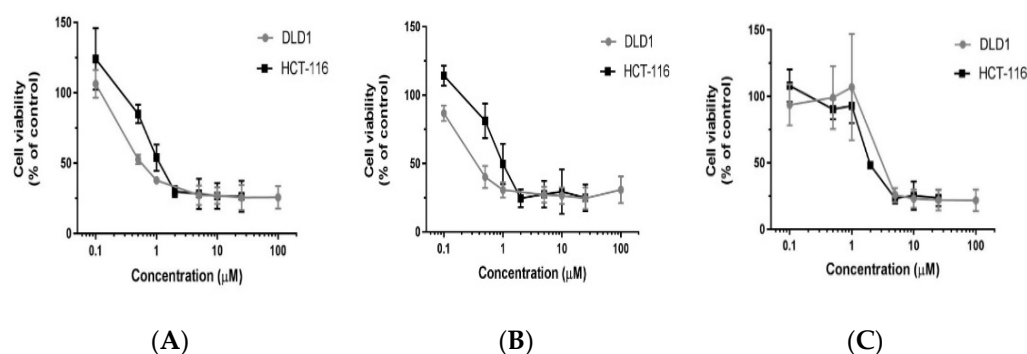 150
100
50
0
Cell viability
(% of control)
DLD1
HCT-116
0.1
1
10
100
Concentration (μM)
(A)
150
100
50
0
Cell viability
(% of control)
DLD1
HCT-116
0.1
1
10
100
Concentration (μM)
(B)
150
100
50
0
Cell viability
(% of control)
DLD1
HCT-116
0.1
1
10
100
Concentration (μM)
(C)